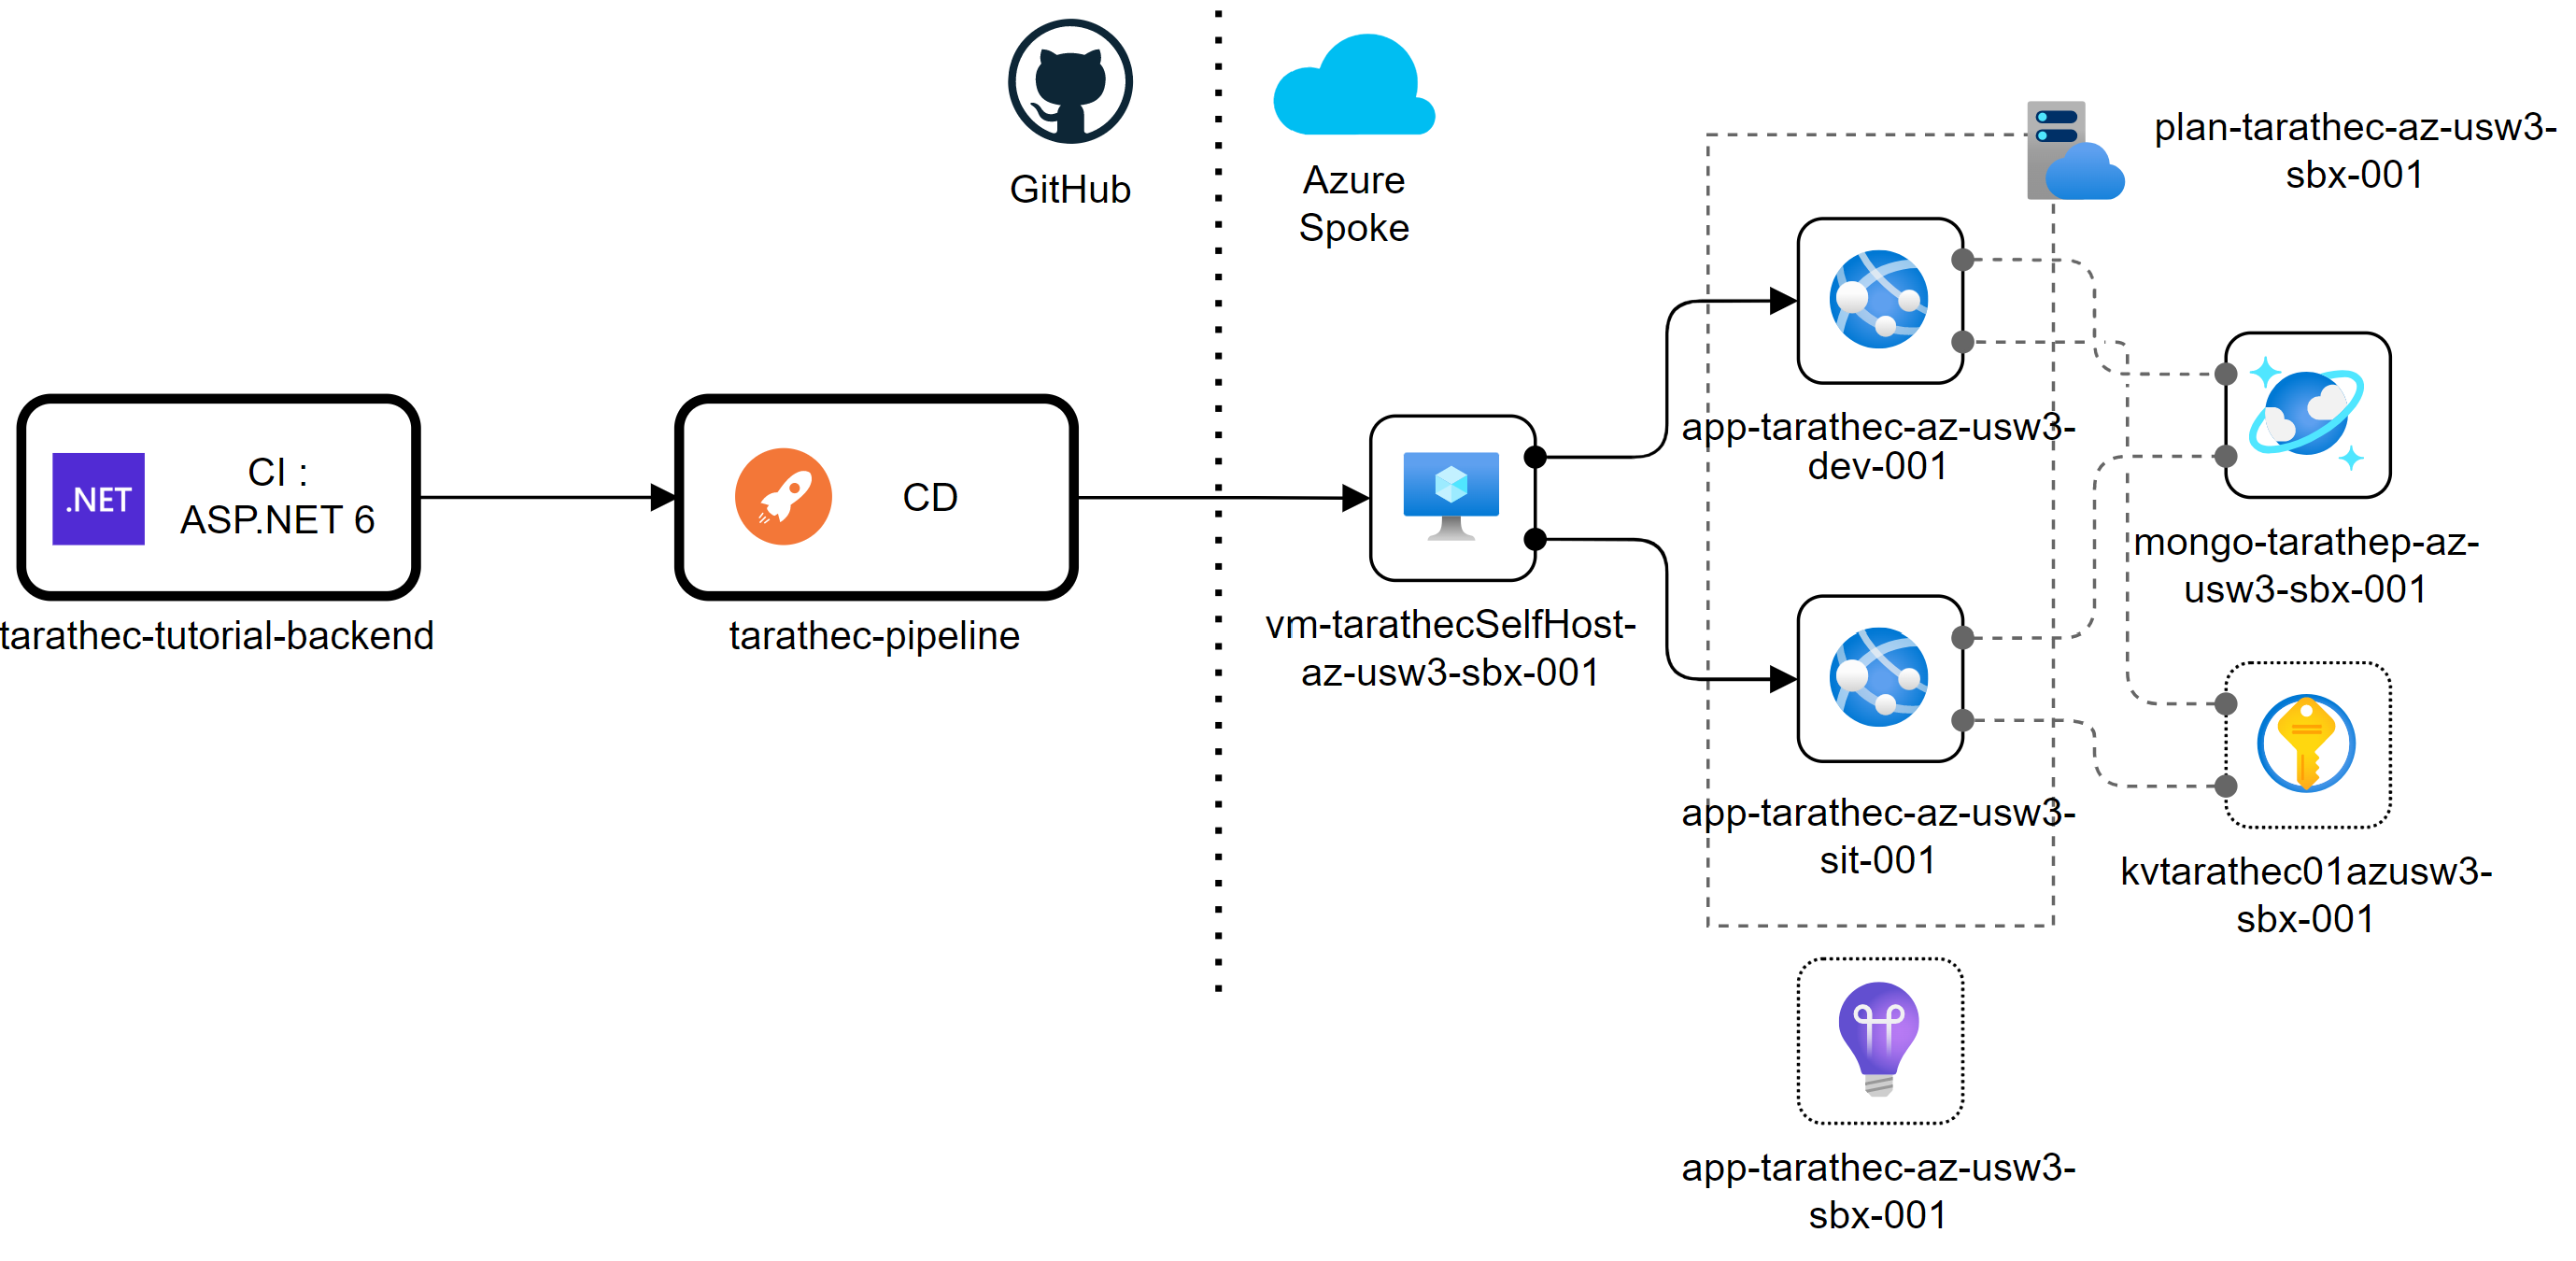 GitHub
Azure
Spoke
plan-tarathec-az-usw3-
sbx-001
.NET
CI :
ASP.NET 6
tarathec-tutorial-backend
CD
tarathec-pipeline
vm-tarathecSelfHost-
az-usw3-sbx-001
app-tarathec-az-usw3-
dev-001
mongo-tarathep-az-
usw3-sbx-001
app-tarathec-az-usw3-
sit-001
kvtarathec01azusw3-
sbx-001
app-tarathec-az-usw3-
sbx-001